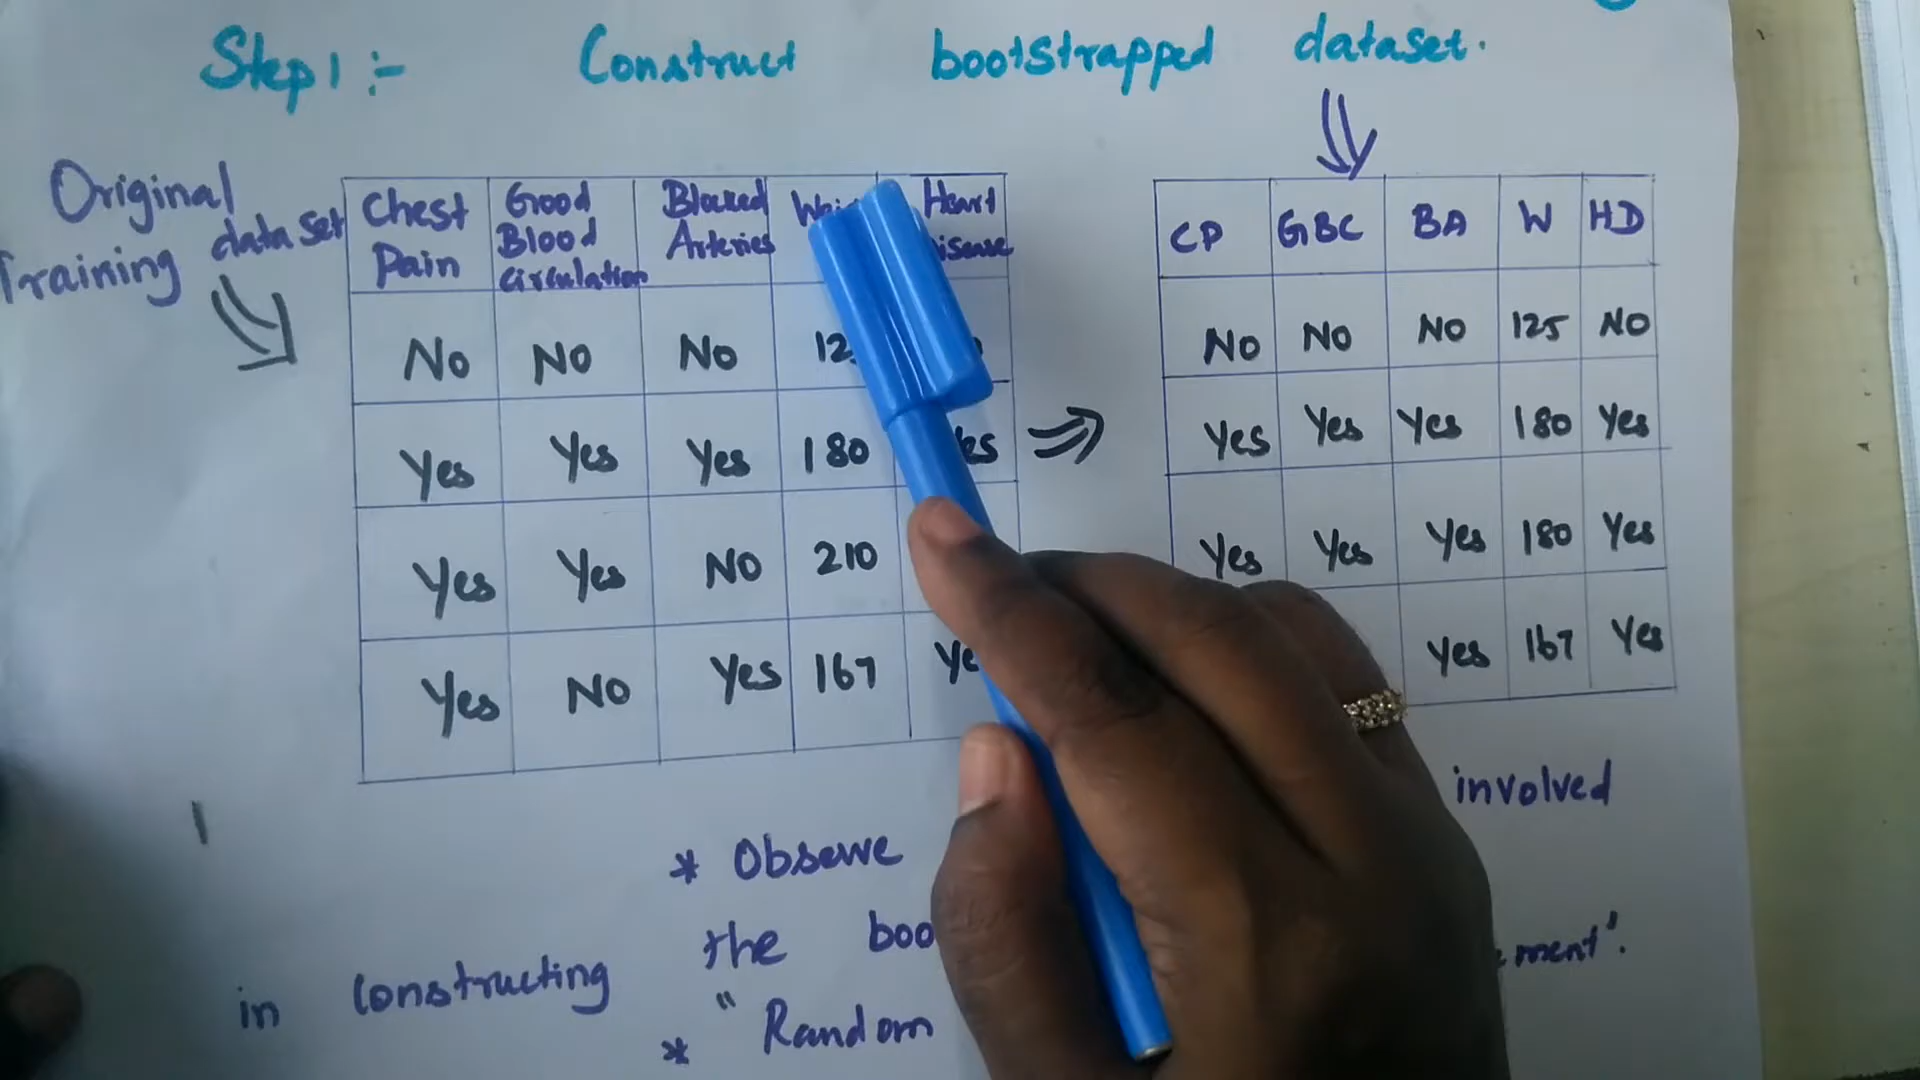 Step 1 :- Construct bootstrapped dataset.
Original
Training dataset
Chest Pain Good Blood Circulation Blocked Arteries Heart
No No No
Yes Yes Yes 180
Yes Yes No 210
Yes No Yes 167
CP GBC BA W HD
No No No 125 No
Yes Yes Yes 180 Yes
Yes Yes Yes 180 Yes
Yes 167 Yes
* Observe involved
in constructing the
* "Random